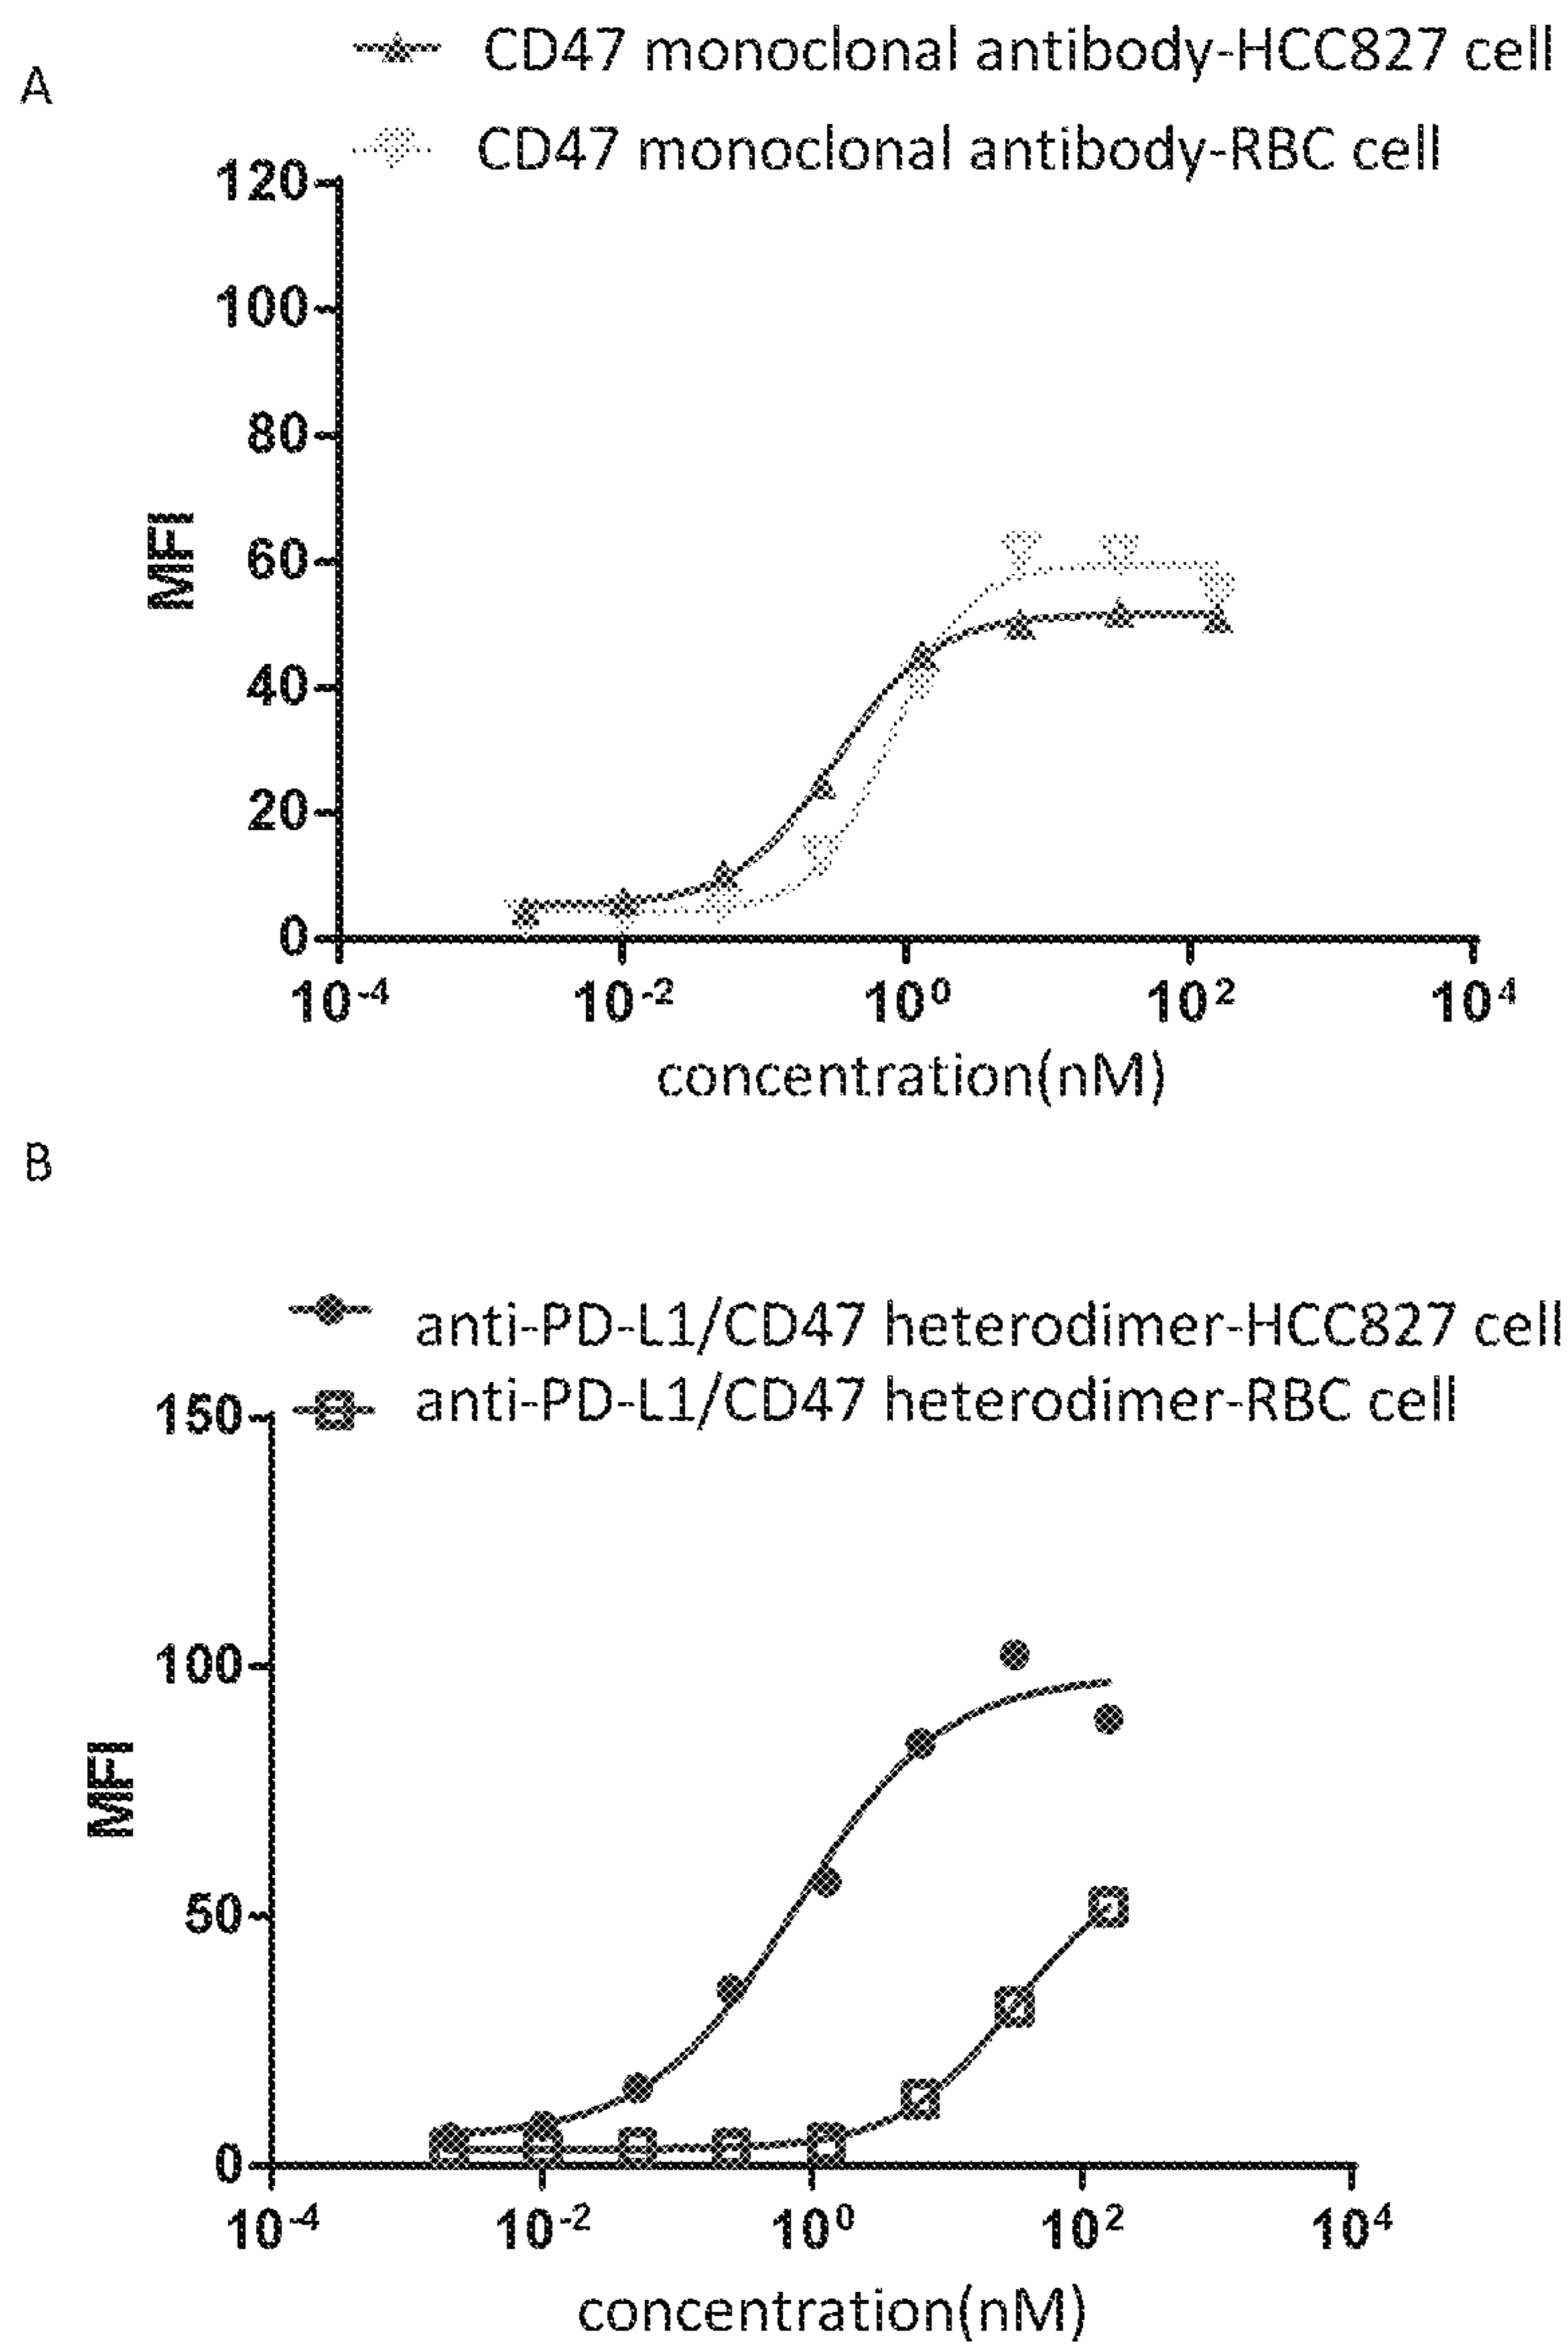 A
CD47 monoclonal antibody-HCC827 cell
CD47 monoclonal antibody-RBC cell
120
100
80
60
40
20
0
MFI
10-4 10-2 100 102 104
concentration(nM)
B
anti-PD-L1/CD47 heterodimer-HCC827 cell
anti-PD-L1/CD47 heterodimer-RBC cell
150
100
50
0
MFI
10-4 10-2 100 102 104
concentration(nM)